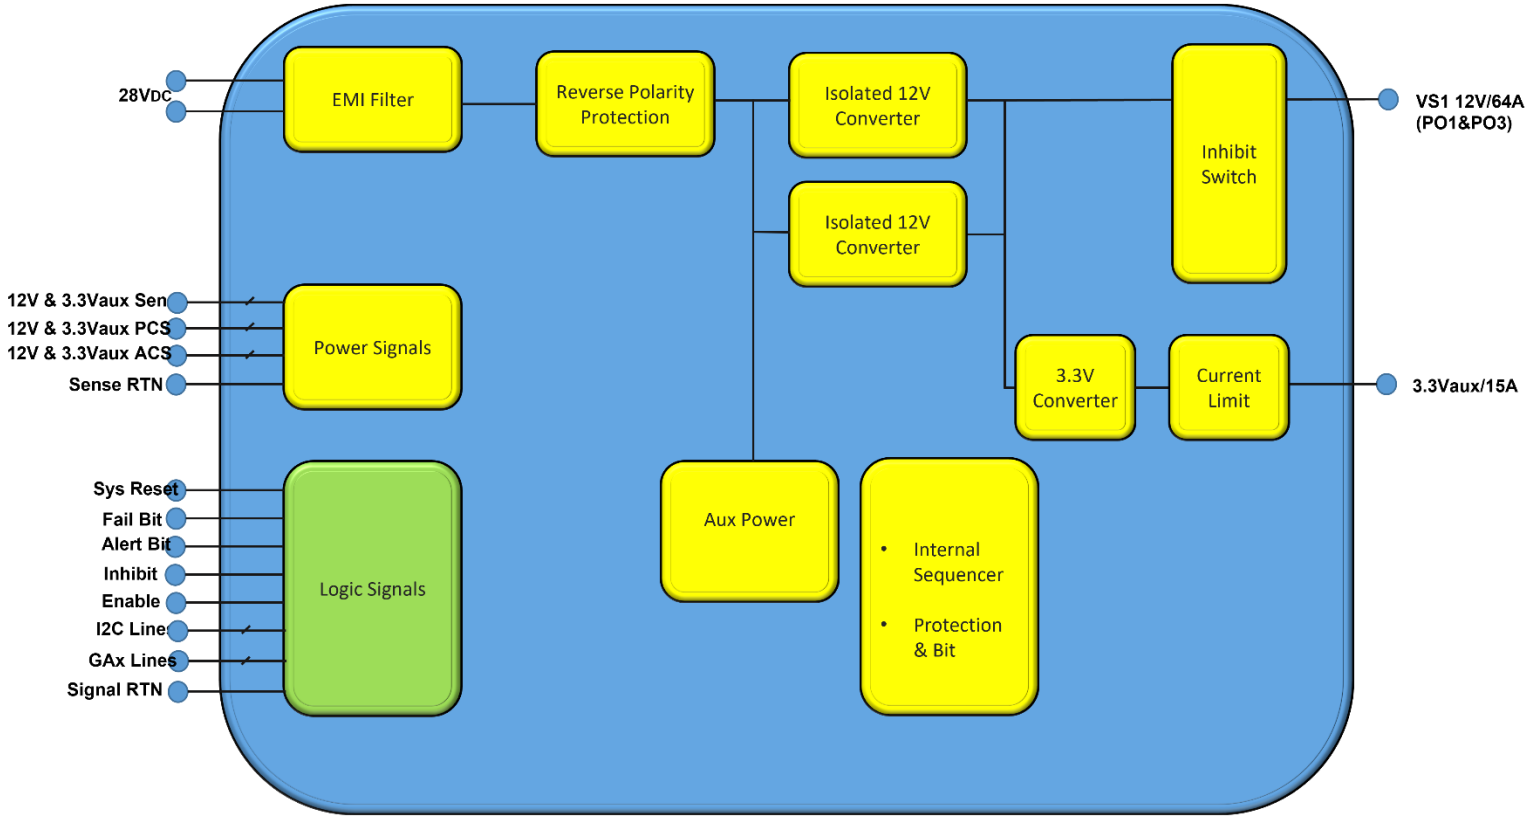 28VDC
EMI Filter
Reverse Polarity
Protection
Isolated 12V
Converter
Isolated 12V
Converter
Inhibit
Switch
VS1 12V/64A
(PO1&PO3)
12V & 3.3Vaux Sen
12V & 3.3Vaux PCS
12V & 3.3Vaux ACS
Sense RTN
Power Signals
3.3V
Converter
Current
Limit
3.3Vaux/15A
Sys Reset
Fail Bit
Alert Bit
Inhibit
Enable
I2C Lines
GAx Lines
Signal RTN
Logic Signals
Aux Power
• Internal
Sequencer
• Protection
& Bit